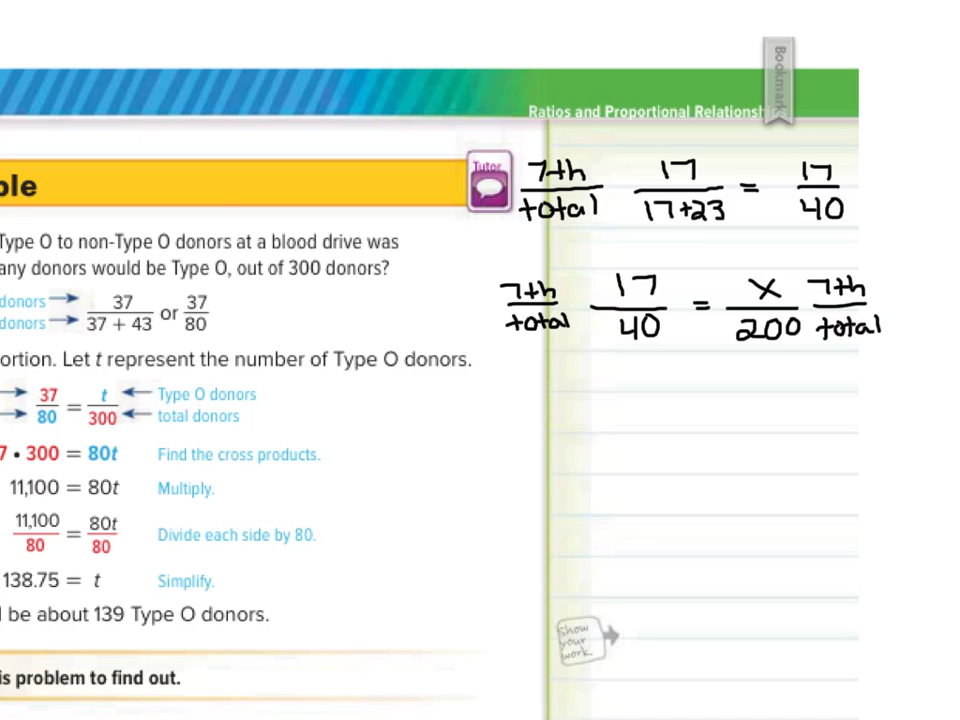 Bookmark
Ratios and Proportional Relationsh
ple
Tutor
Type O to non-Type O donors at a blood drive was
any donors would be Type O, out of 300 donors?
donors → 37 / 37 + 43 or 37 / 80
donors →
ortion. Let t represent the number of Type O donors.
→ 37 / 80 = t / 300 ← Type O donors
→ ← total donors
7 • 300 = 80t Find the cross products.
11,100 = 80t Multiply.
11,100 / 80 = 80t / 80 Divide each side by 80.
138.75 = t Simplify.
l be about 139 Type O donors.
is problem to find out.
7th / total 17 / 17+23 = 17 / 40
7th / total 17 / 40 = x / 200 7th / total
show
your
work